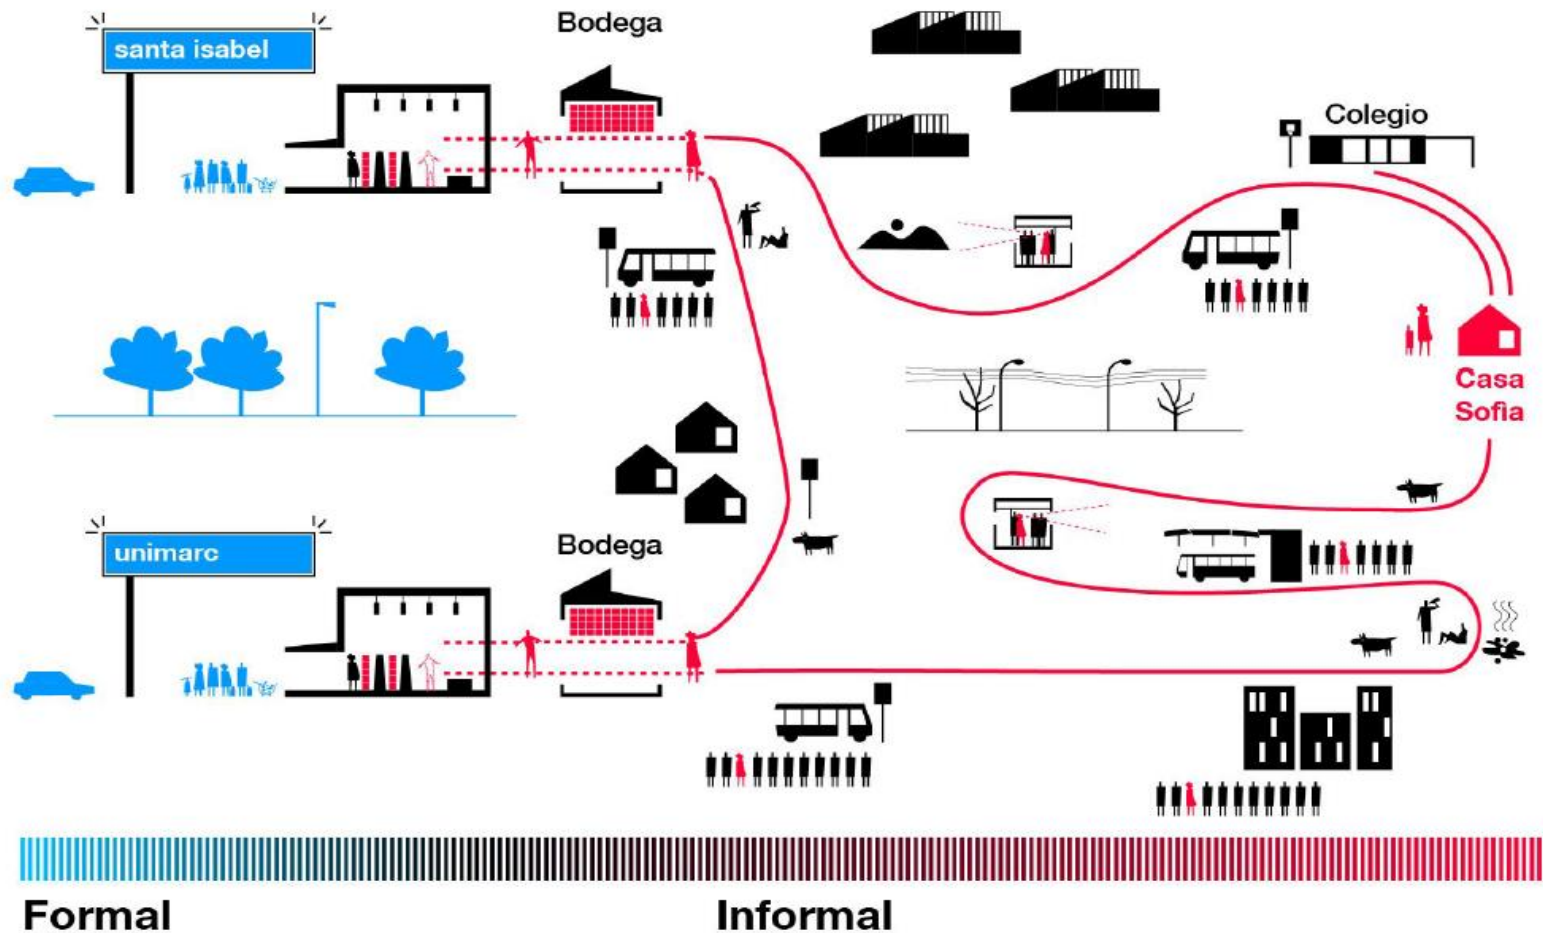 Bodega
santa isabel
Colegio
Casa
Sofia
Bodega
unimarc
Formal
Informal